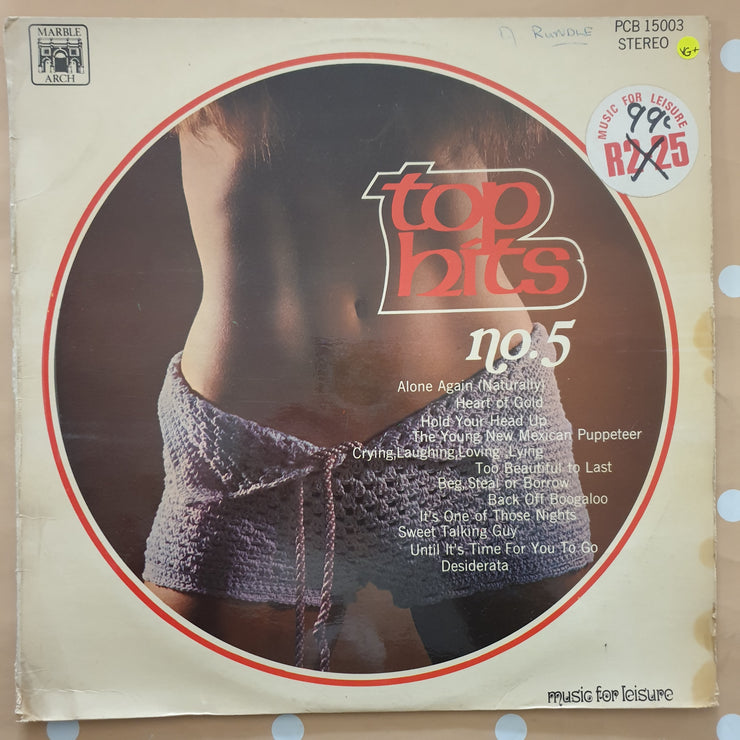 MARBLE
ARCH
n RUNDLE
PCB 15003
STEREO
VG+
MUSIC FOR LEISURE
99c
R2.25
top
hits
no.5
Alone Again (Naturally)
Heart of Gold
Hold Your Head Up
The Young New Mexican Puppeteer
Crying,Laughing,Loving ,Lying
Too Beautiful to Last
Beg,Steal or Borrow
Back Off Boogaloo
It's One of Those Nights
Sweet Talking Guy
Until It's Time For You To Go
Desiderata
music for leisure